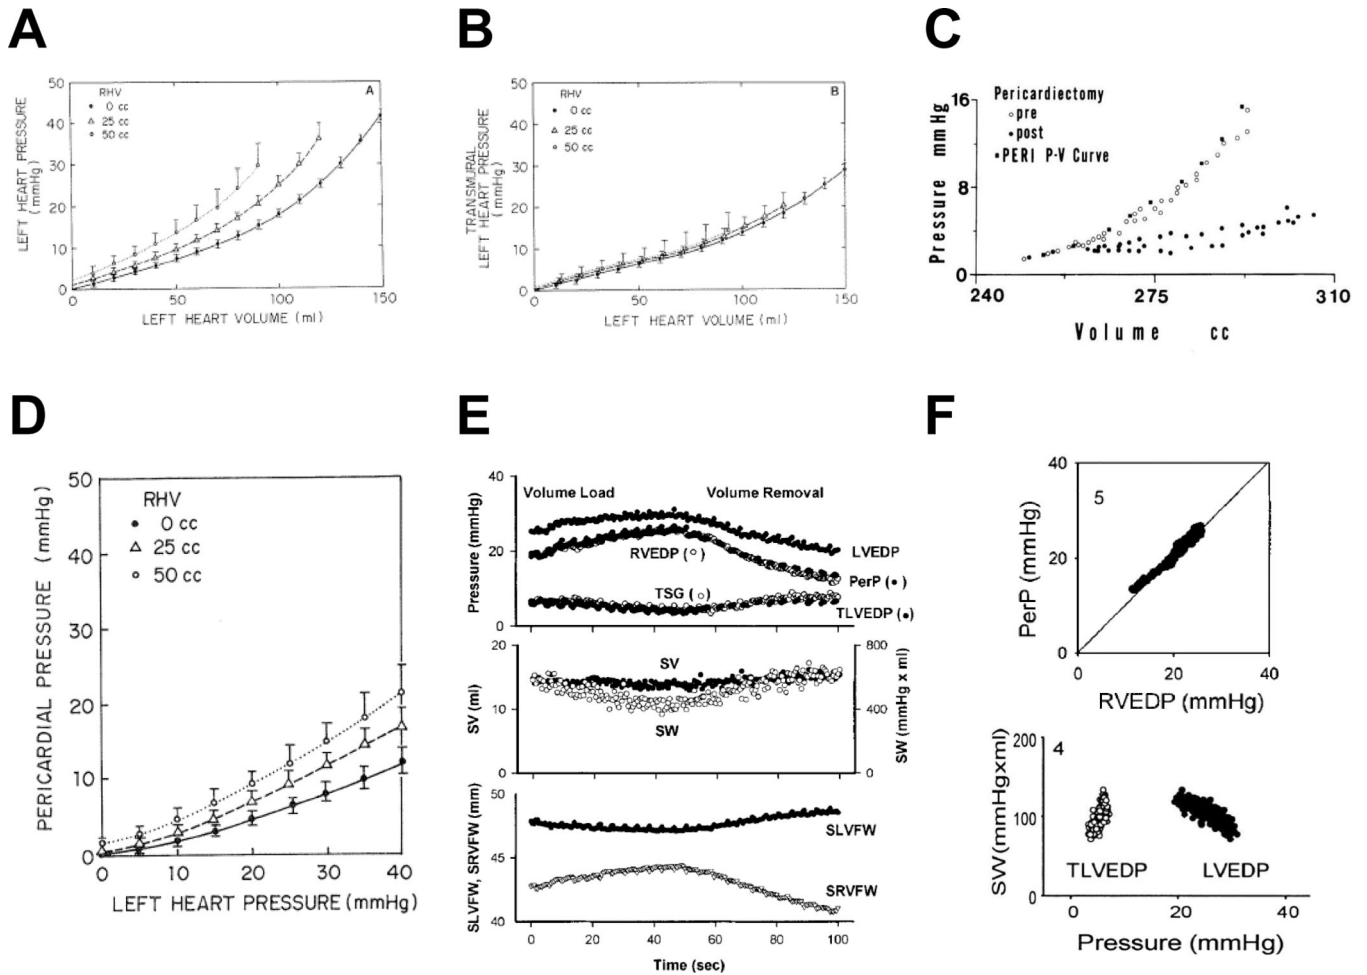 A
B
C
LEFT HEART PRESSURE
(mmHg)
50
40
30
20
10
0
A
RHV
0 cc
25 cc
50 cc
0
50
100
150
LEFT HEART VOLUME (ml)
TRANSMURAL
LEFT HEART PRESSURE
(mmHg)
50
40
30
20
10
0
B
RHV
0 cc
25 cc
50 cc
0
50
100
150
LEFT HEART VOLUME (ml)
Pressure mmHg
16
8
0
Pericardiectomy
pre
post
PERI P-V Curve
240
275
310
Volume cc
D
E
F
PERICARDIAL PRESSURE (mmHg)
50
40
30
20
10
0
RHV
0 cc
25 cc
50 cc
0
10
20
30
40
LEFT HEART PRESSURE (mmHg)
Pressure (mmHg)
40
20
0
Volume Load
Volume Removal
RVEDP (○)
LVEDP
PerP (●)
TSG (○)
TLVEDP (●)
SV (ml)
20
10
0
SV
SW
800
400
0
SW (mmHg x ml)
SLVFW, SRVFW (mm)
50
45
40
SLVFW
SRVFW
0
20
40
60
80
100
Time (sec)
PerP (mmHg)
40
20
0
5
0
20
40
RVEDP (mmHg)
SW (mmHgxml)
200
100
0
4
TLVEDP
LVEDP
0
20
40
Pressure (mmHg)